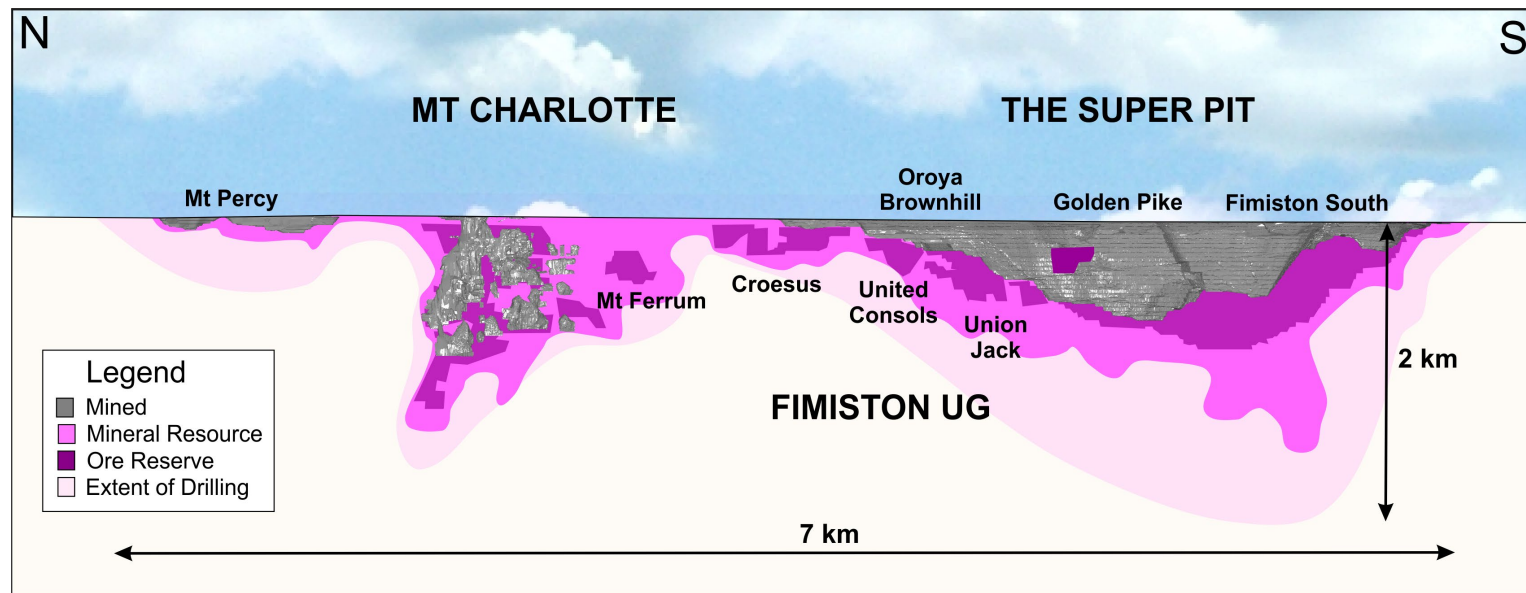 N
S
MT CHARLOTTE
THE SUPER PIT
Mt Percy
Oroya
Brownhill
Golden Pike
Fimiston South
Mt Ferrum
Croesus
United
Consols
Union
Jack
2 km
FIMISTON UG
Legend
Mined
Mineral Resource
Ore Reserve
Extent of Drilling
7 km